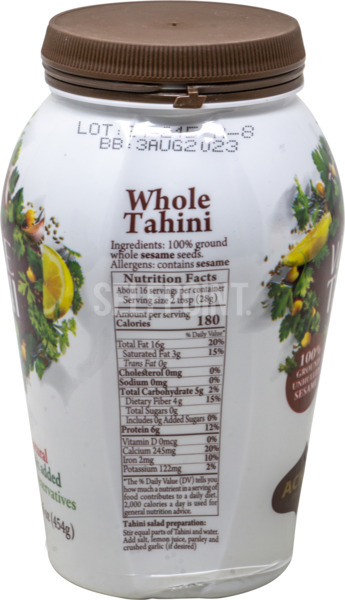 BB:3AUG2023
Whole
Tahini
Ingredients: 100% ground
whole sesame seeds.
Allergens: contains sesame
Nutrition Facts
About 16 servings per container
Serving size 2 tbsp (28g)
Amount per serving
Calories 180
% Daily Value*
Total Fat 16g 20%
Saturated Fat 3g 15%
Trans Fat 0g
Cholesterol 0mg 0%
Sodium 0mg 0%
Total Carbohydrate 5g 2%
Dietary Fiber 4g 15%
Total Sugars 0g
Includes 0g Added Sugars 0%
Protein 6g 12%
Vitamin D 0mcg 0%
Calcium 245mg 20%
Iron 2mg 10%
Potassium 122mg 2%
*The % Daily Value (DV) tells you
how much a nutrient in a serving of
food contributes to a daily diet.
2,000 calories a day is used for
general nutrition advice.
Tahini salad preparation:
Stir equal parts of Tahini and water.
Add salt, lemon juice, parsley and
crushed garlic (if desired)
added
(454g)
100%